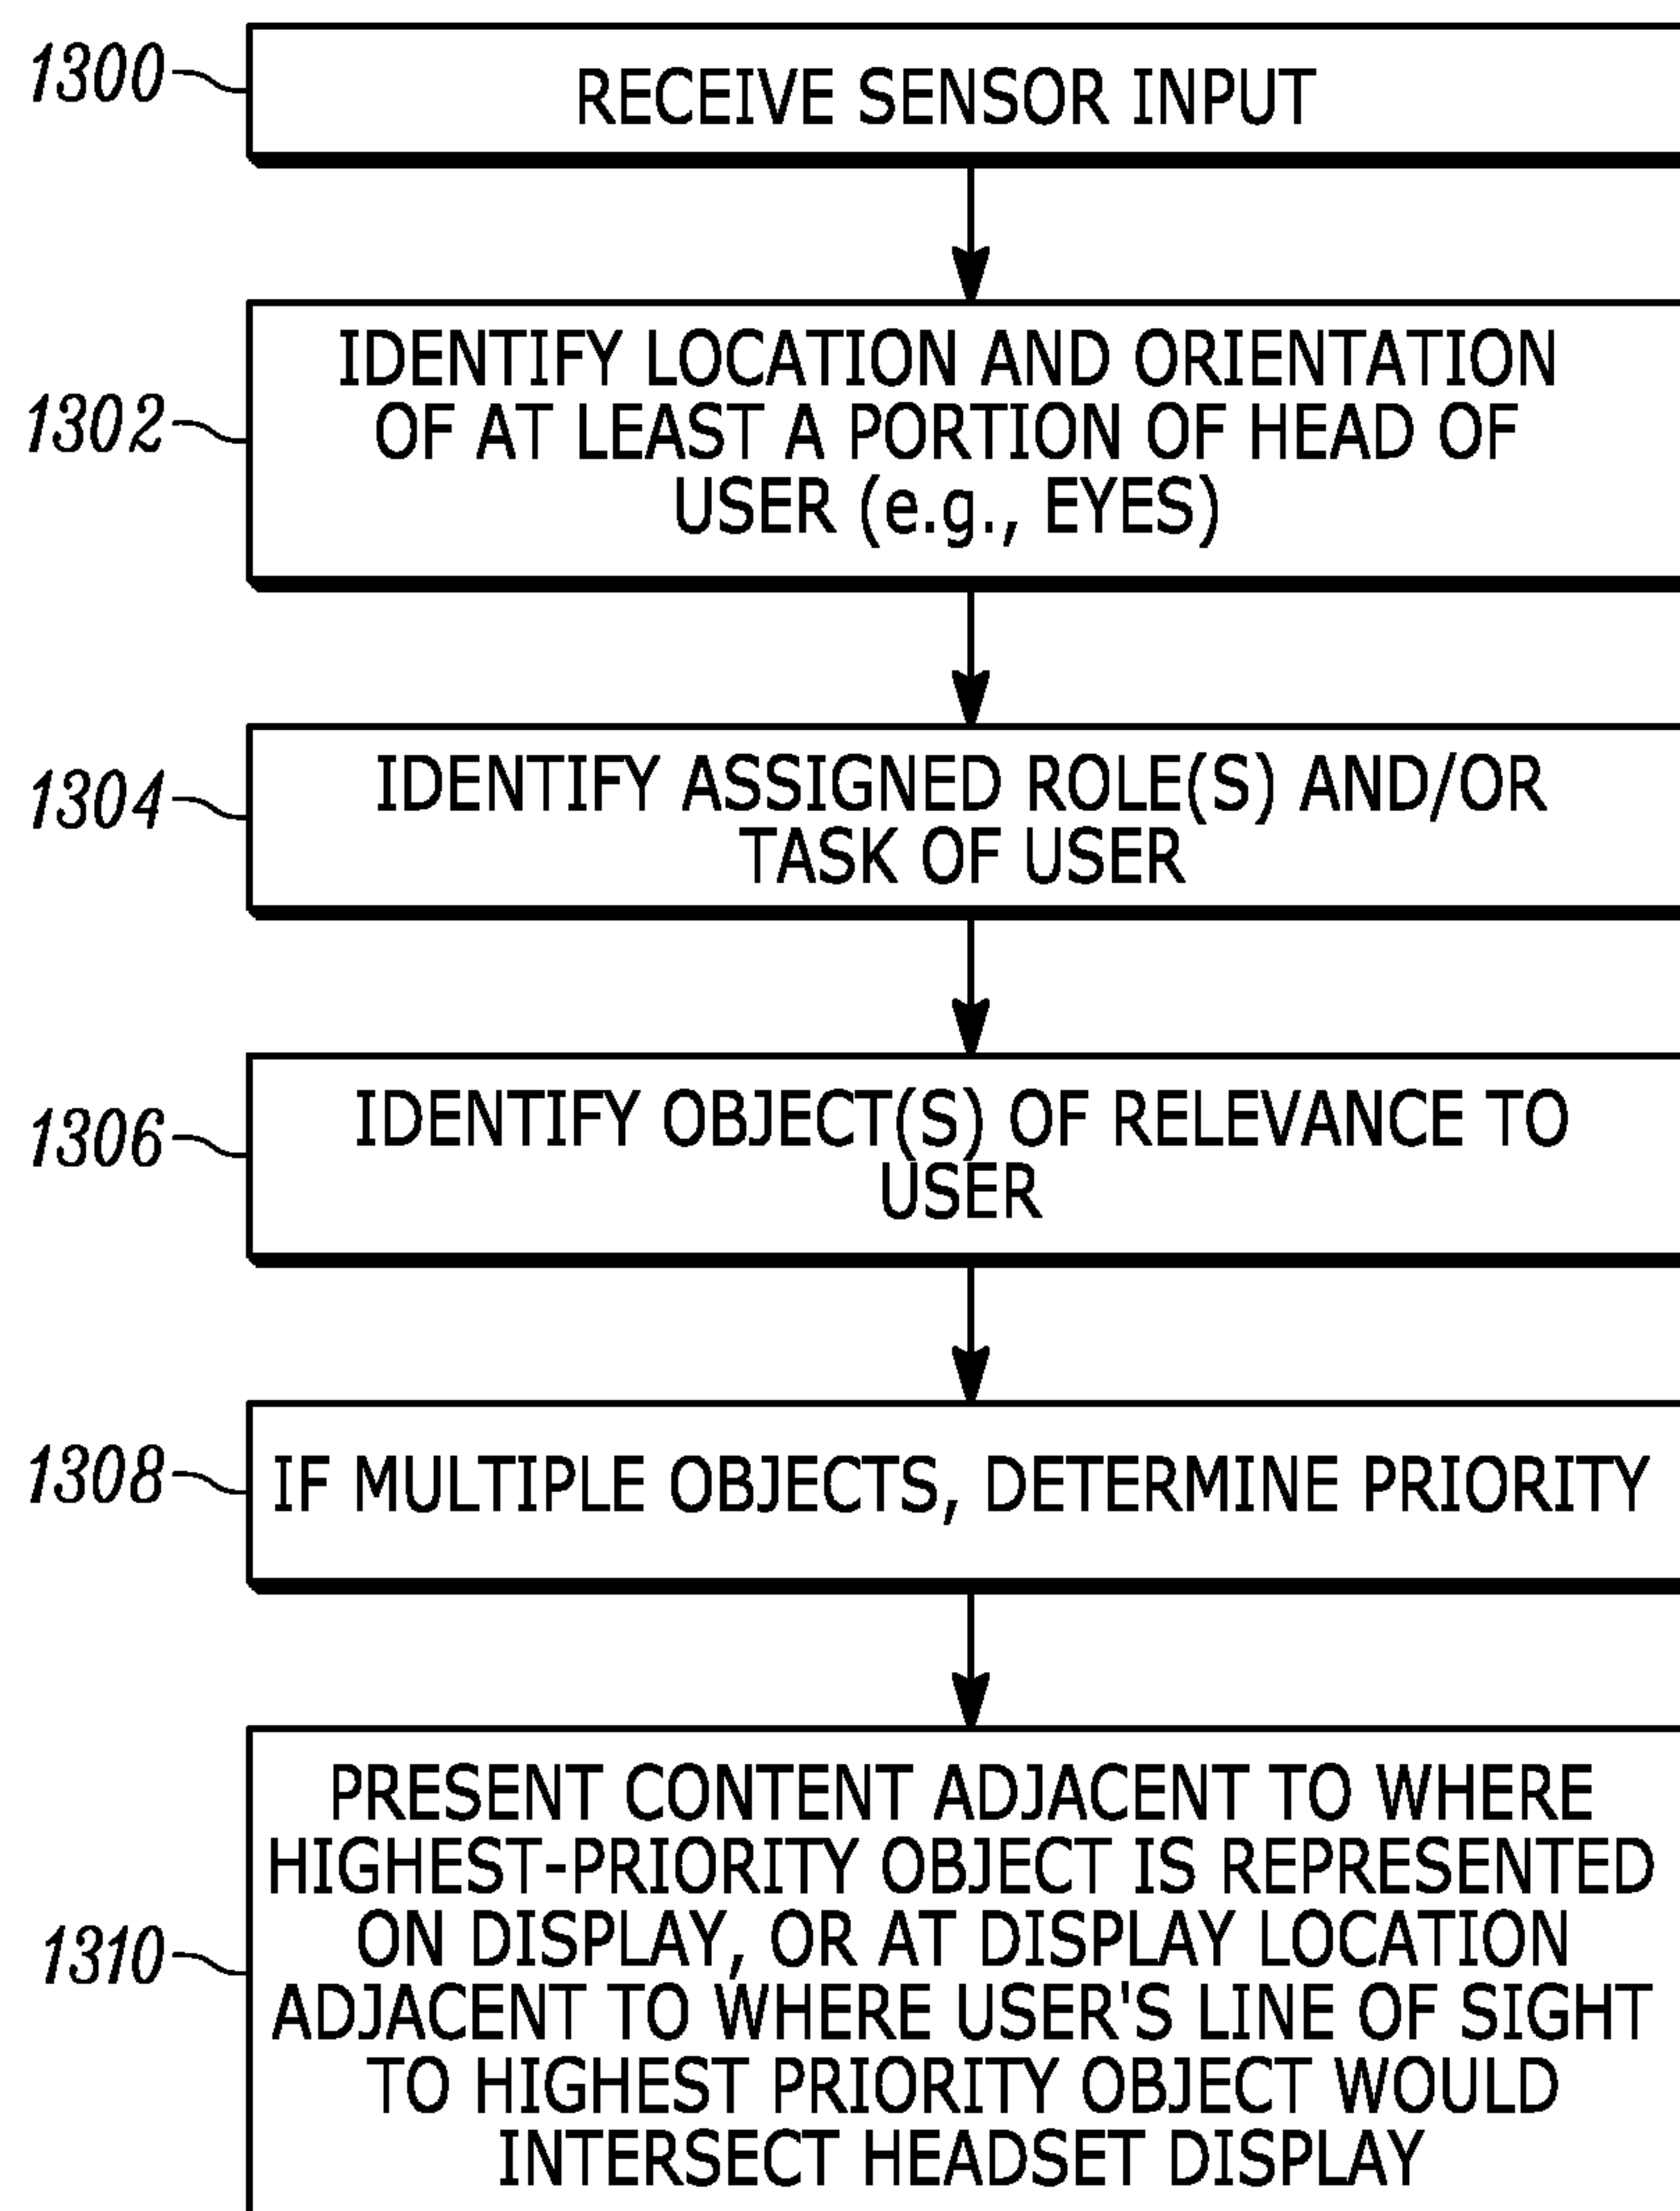 1300
RECEIVE SENSOR INPUT
1302
IDENTIFY LOCATION AND ORIENTATION
OF AT LEAST A PORTION OF HEAD OF
USER (e.g., EYES)
1304
IDENTIFY ASSIGNED ROLE(S) AND/OR
TASK OF USER
1306
IDENTIFY OBJECT(S) OF RELEVANCE TO
USER
1308
IF MULTIPLE OBJECTS, DETERMINE PRIORITY
1310
PRESENT CONTENT ADJACENT TO WHERE
HIGHEST-PRIORITY OBJECT IS REPRESENTED
ON DISPLAY, OR AT DISPLAY LOCATION
ADJACENT TO WHERE USER'S LINE OF SIGHT
TO HIGHEST PRIORITY OBJECT WOULD
INTERSECT HEADSET DISPLAY